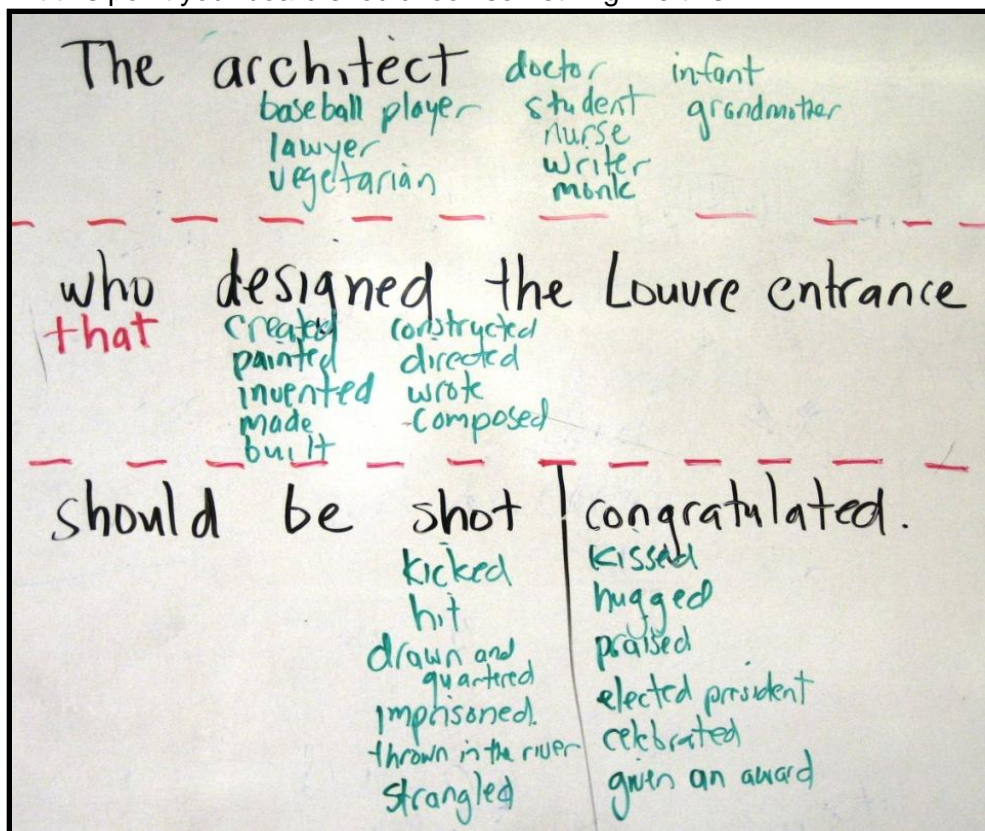 The architect doctor infant
baseball player student grandmother
lawyer nurse
vegetarian writer
monk
who designed the Louvre entrance
that created constructed
painted directed
invented wrote
made composed
built
should be shot congratulated.
kicked kissed
hit hugged
drawn and praised
quartered
imprisoned. elected president
thrown in the river celebrated
strangled given an award